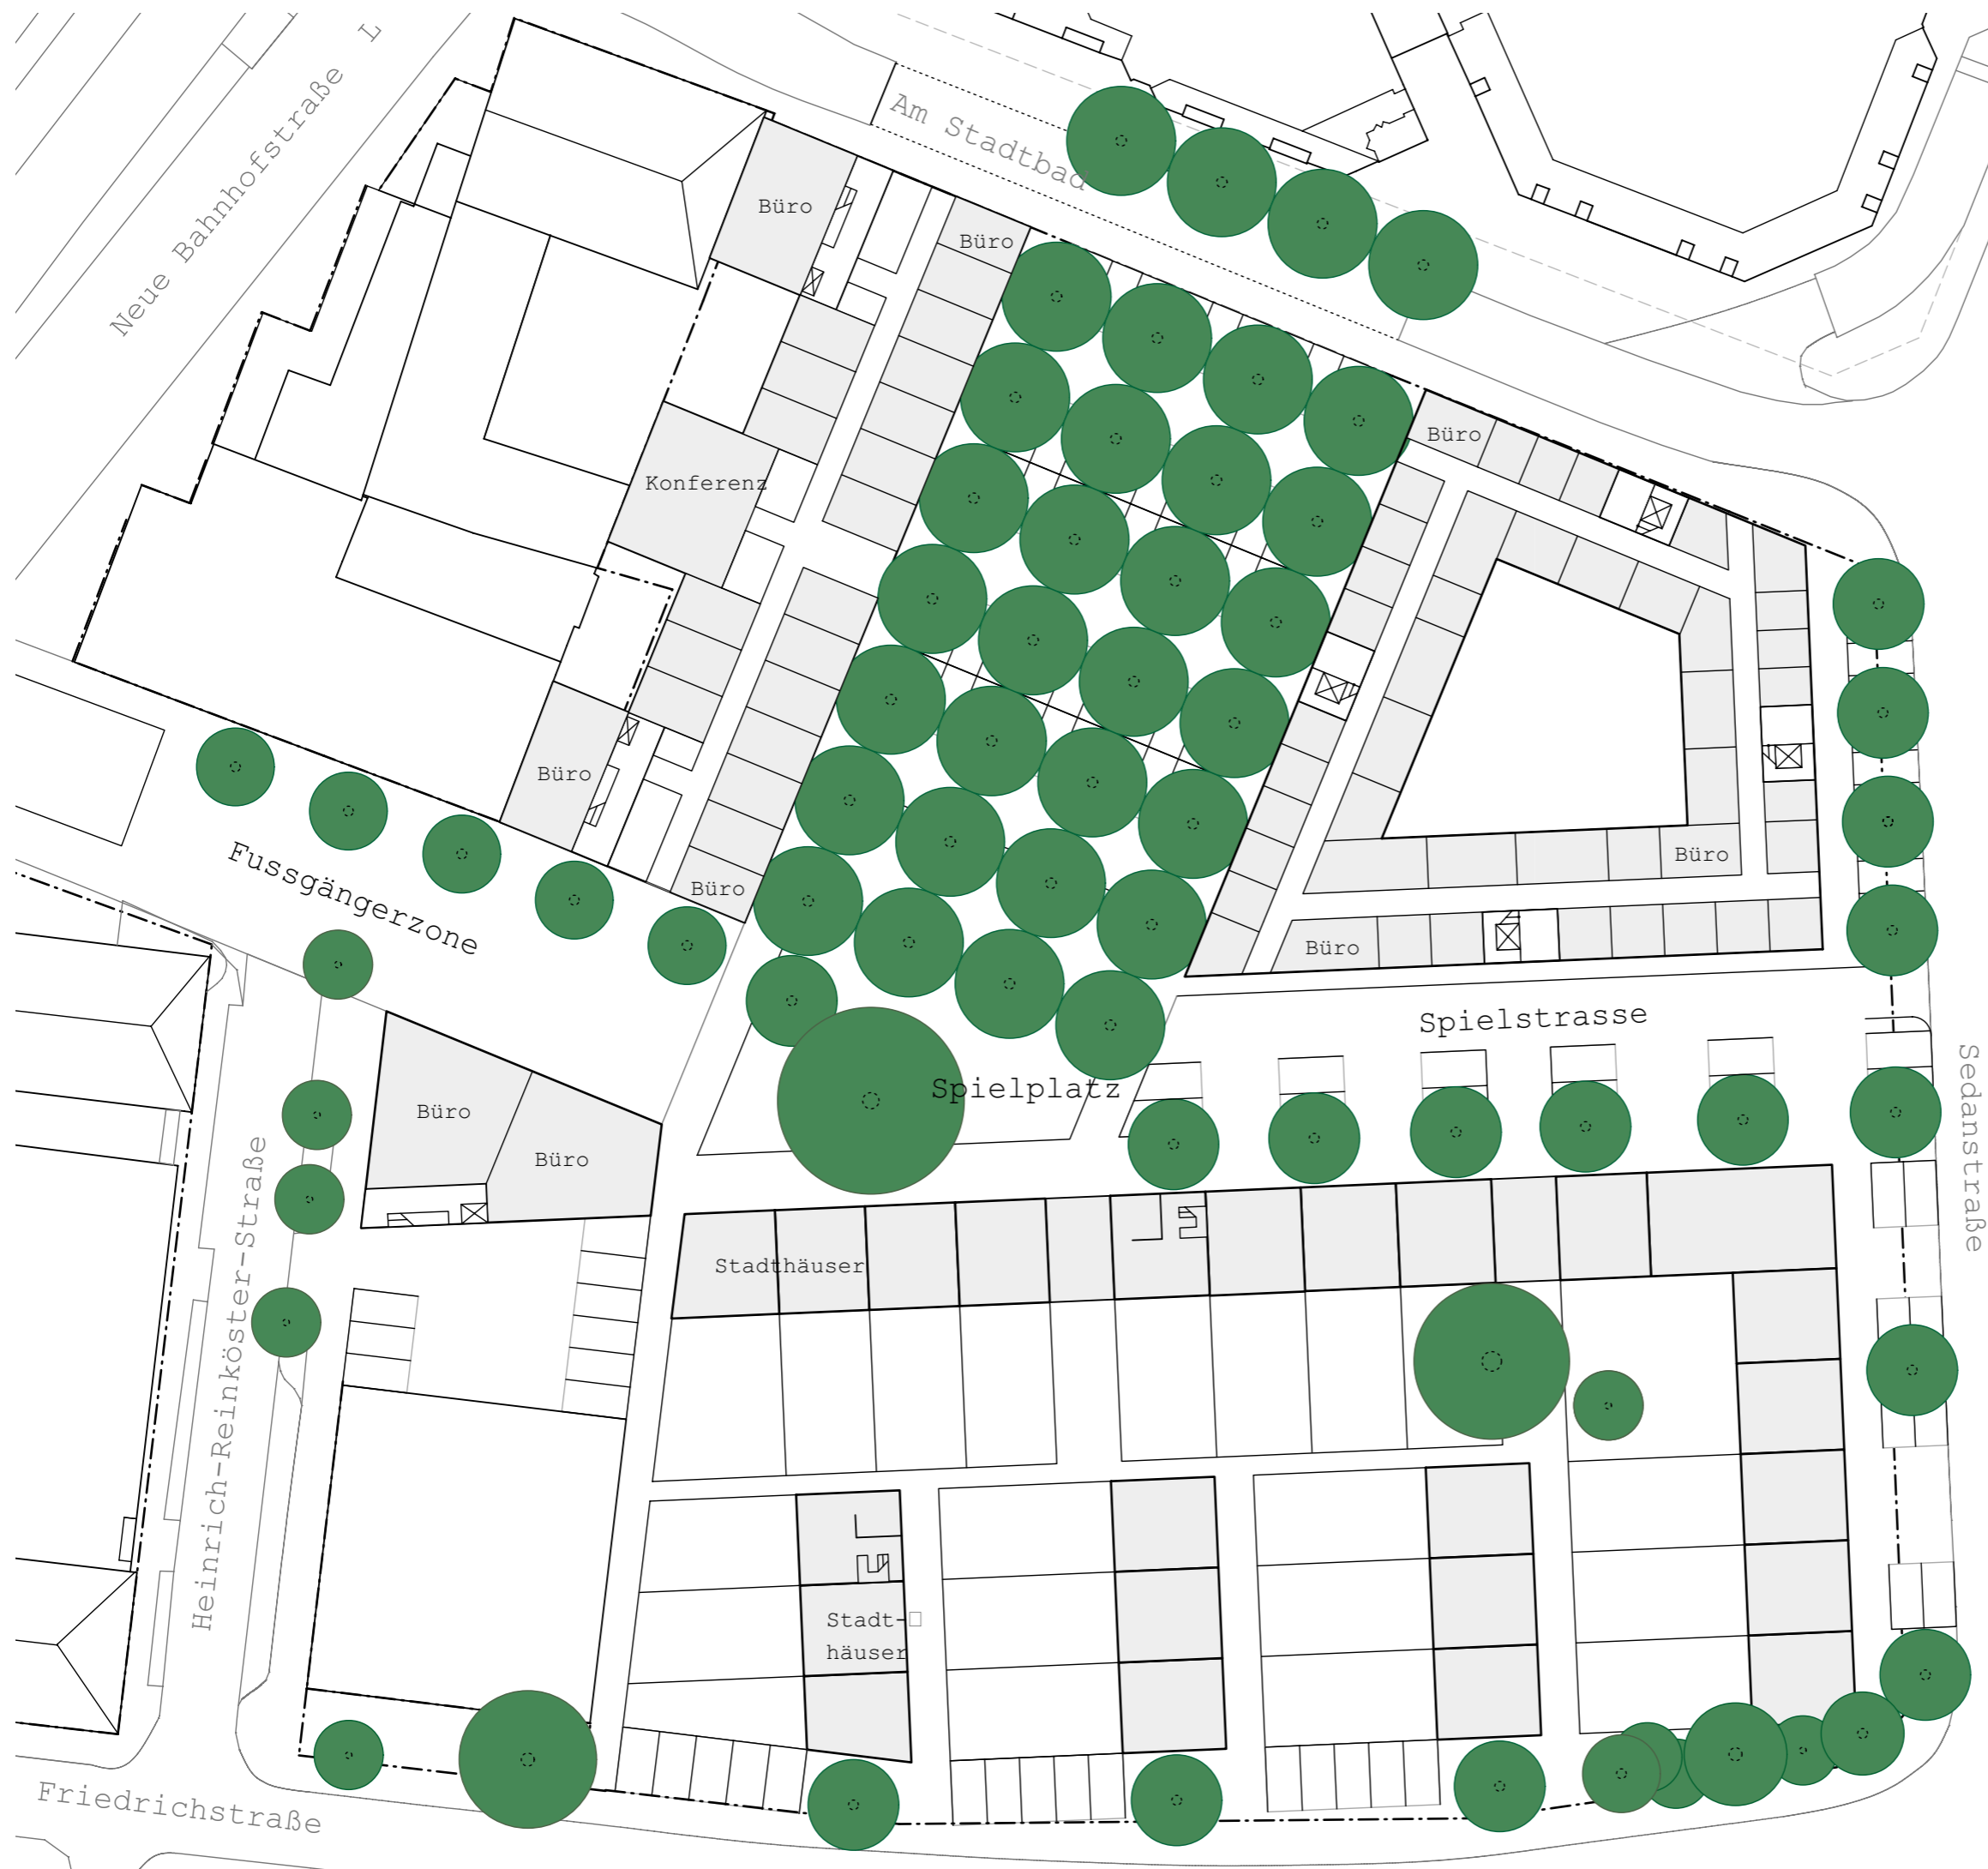 Neue Bahnhofstraße L
Am Stadtbad
Büro
Büro
Büro
Konferenz
Büro
Büro
Büro
Büro
Fussgängerzone
Spielstrasse
Spielplatz
Büro
Büro
Sedanstraße
Heinrich-Reinköster-Straße
Stadthäuser
Stadt-
häuser
Friedrichstraße